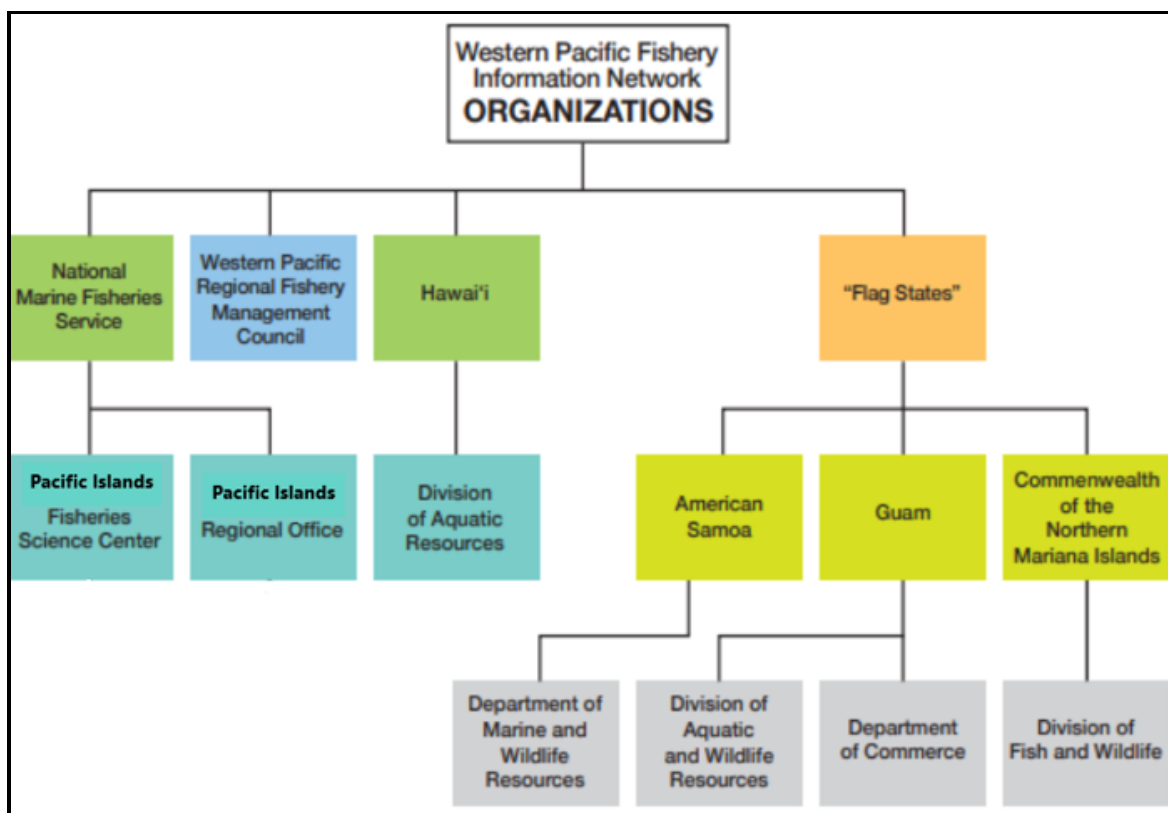 Western Pacific Fishery
Information Network
ORGANIZATIONS
National
Marine Fisheries
Service
Western Pacific
Regional Fishery
Management
Council
Hawai‘i
“Flag States”
Pacific Islands
Fisheries
Science Center
Pacific Islands
Regional Office
Division
of Aquatic
Resources
American
Samoa
Guam
Commonwealth
of the
Northern
Mariana Islands
Department of
Marine and
Wildlife
Resources
Division of
Aquatic
and Wildlife
Resources
Department
of Commerce
Division of
Fish and Wildlife